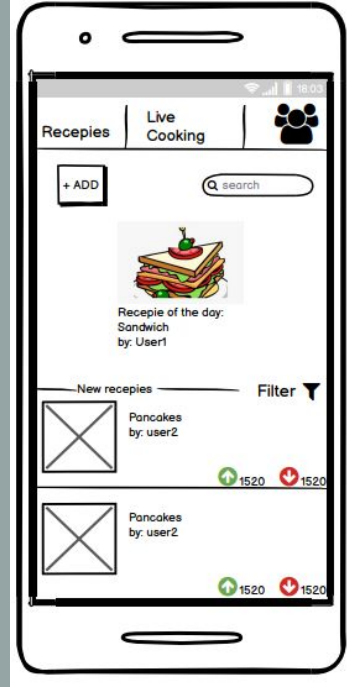 18:03
Recepies
Live
Cooking
+ ADD
search
Recepie of the day:
Sandwich
by: User1
New recepies
Filter
Pancakes
by: user2
1520
1520
Pancakes
by: user2
1520
1520